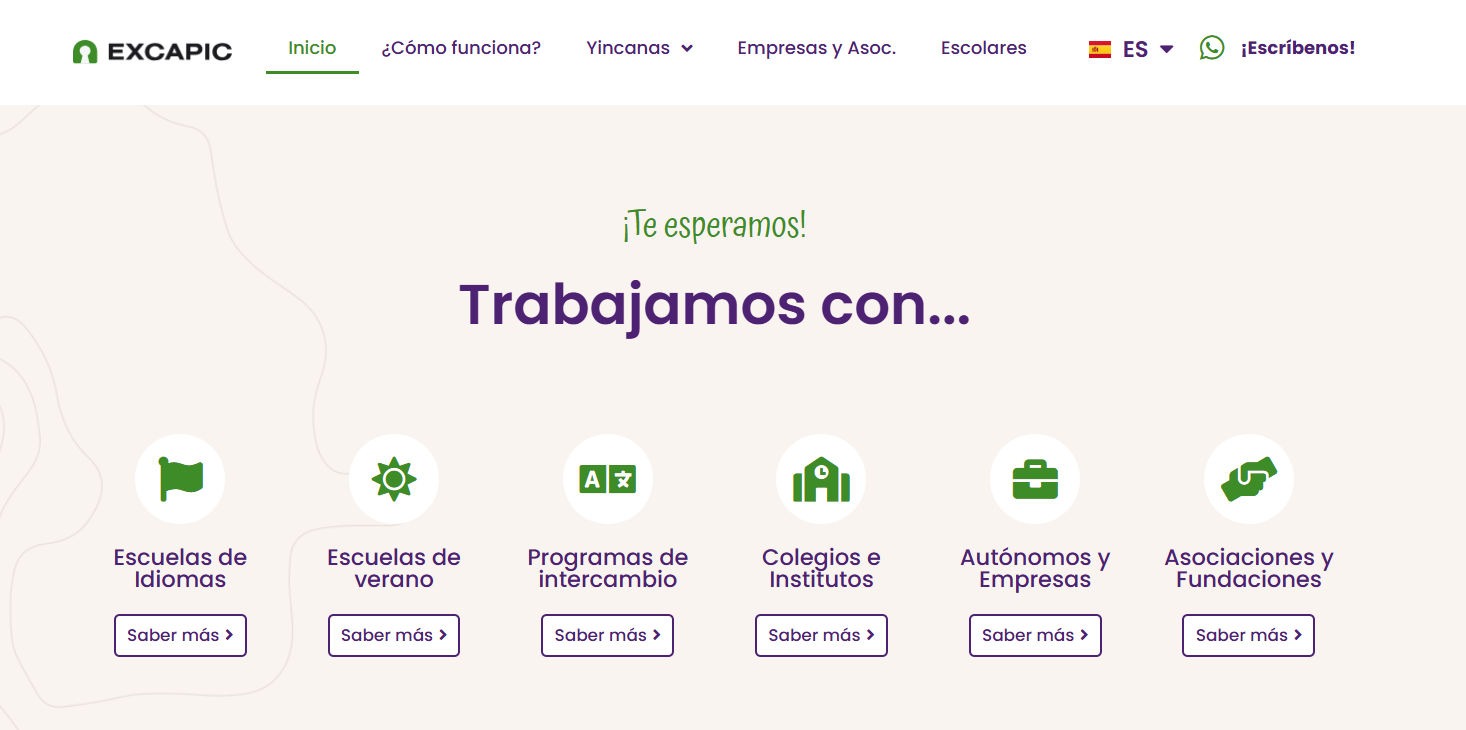 EXCAPIC
Inicio
¿Cómo funciona?
Yincanas
Empresas y Asoc.
Escolares
ES
¡Escríbenos!
¡Te esperamos!
Trabajamos con...
A
Escuelas de
Idiomas
Saber más
Escuelas de
verano
Saber más
Programas de
intercambio
Saber más
Colegios e
Institutos
Saber más
Autónomos y
Empresas
Saber más
Asociaciones y
Fundaciones
Saber más